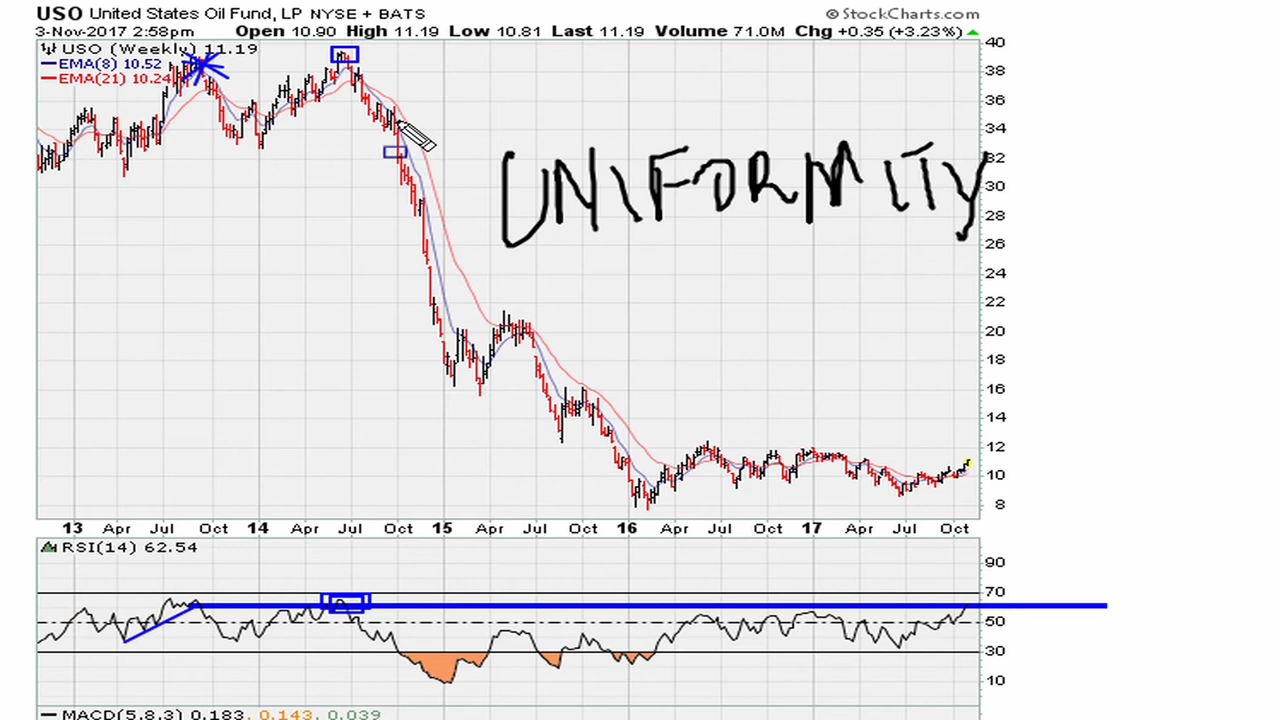 USO United States Oil Fund, LP NYSE + BATS
© StockCharts.com
3-Nov-2017 2:58pm
Open 10.90 High 11.19 Low 10.81 Last 11.19 Volume 71.0M Chg +0.35 (+3.23%)
USO (Weekly) 11.19
EMA(8) 10.52
EMA(21) 10.24
UNIFORMITY
40
38
36
34
32
30
28
26
24
22
20
18
16
14
12
10
8
13 Apr Jul Oct 14 Apr Jul Oct 15 Apr Jul Oct 16 Apr Jul Oct 17 Apr Jul Oct
RSI(14) 62.54
90
70
50
30
10
MACD(5,8,3) 0.183, 0.143, 0.039